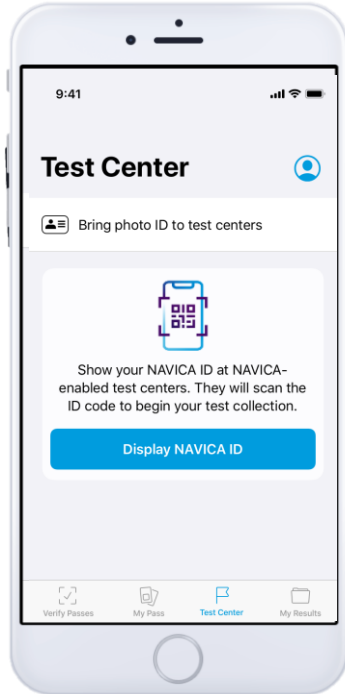 9:41
Test Center
Bring photo ID to test centers
Show your NAVICA ID at NAVICA-
enabled test centers. They will scan the
ID code to begin your test collection.
Display NAVICA ID
Verify Passes My Pass Test Center My Results